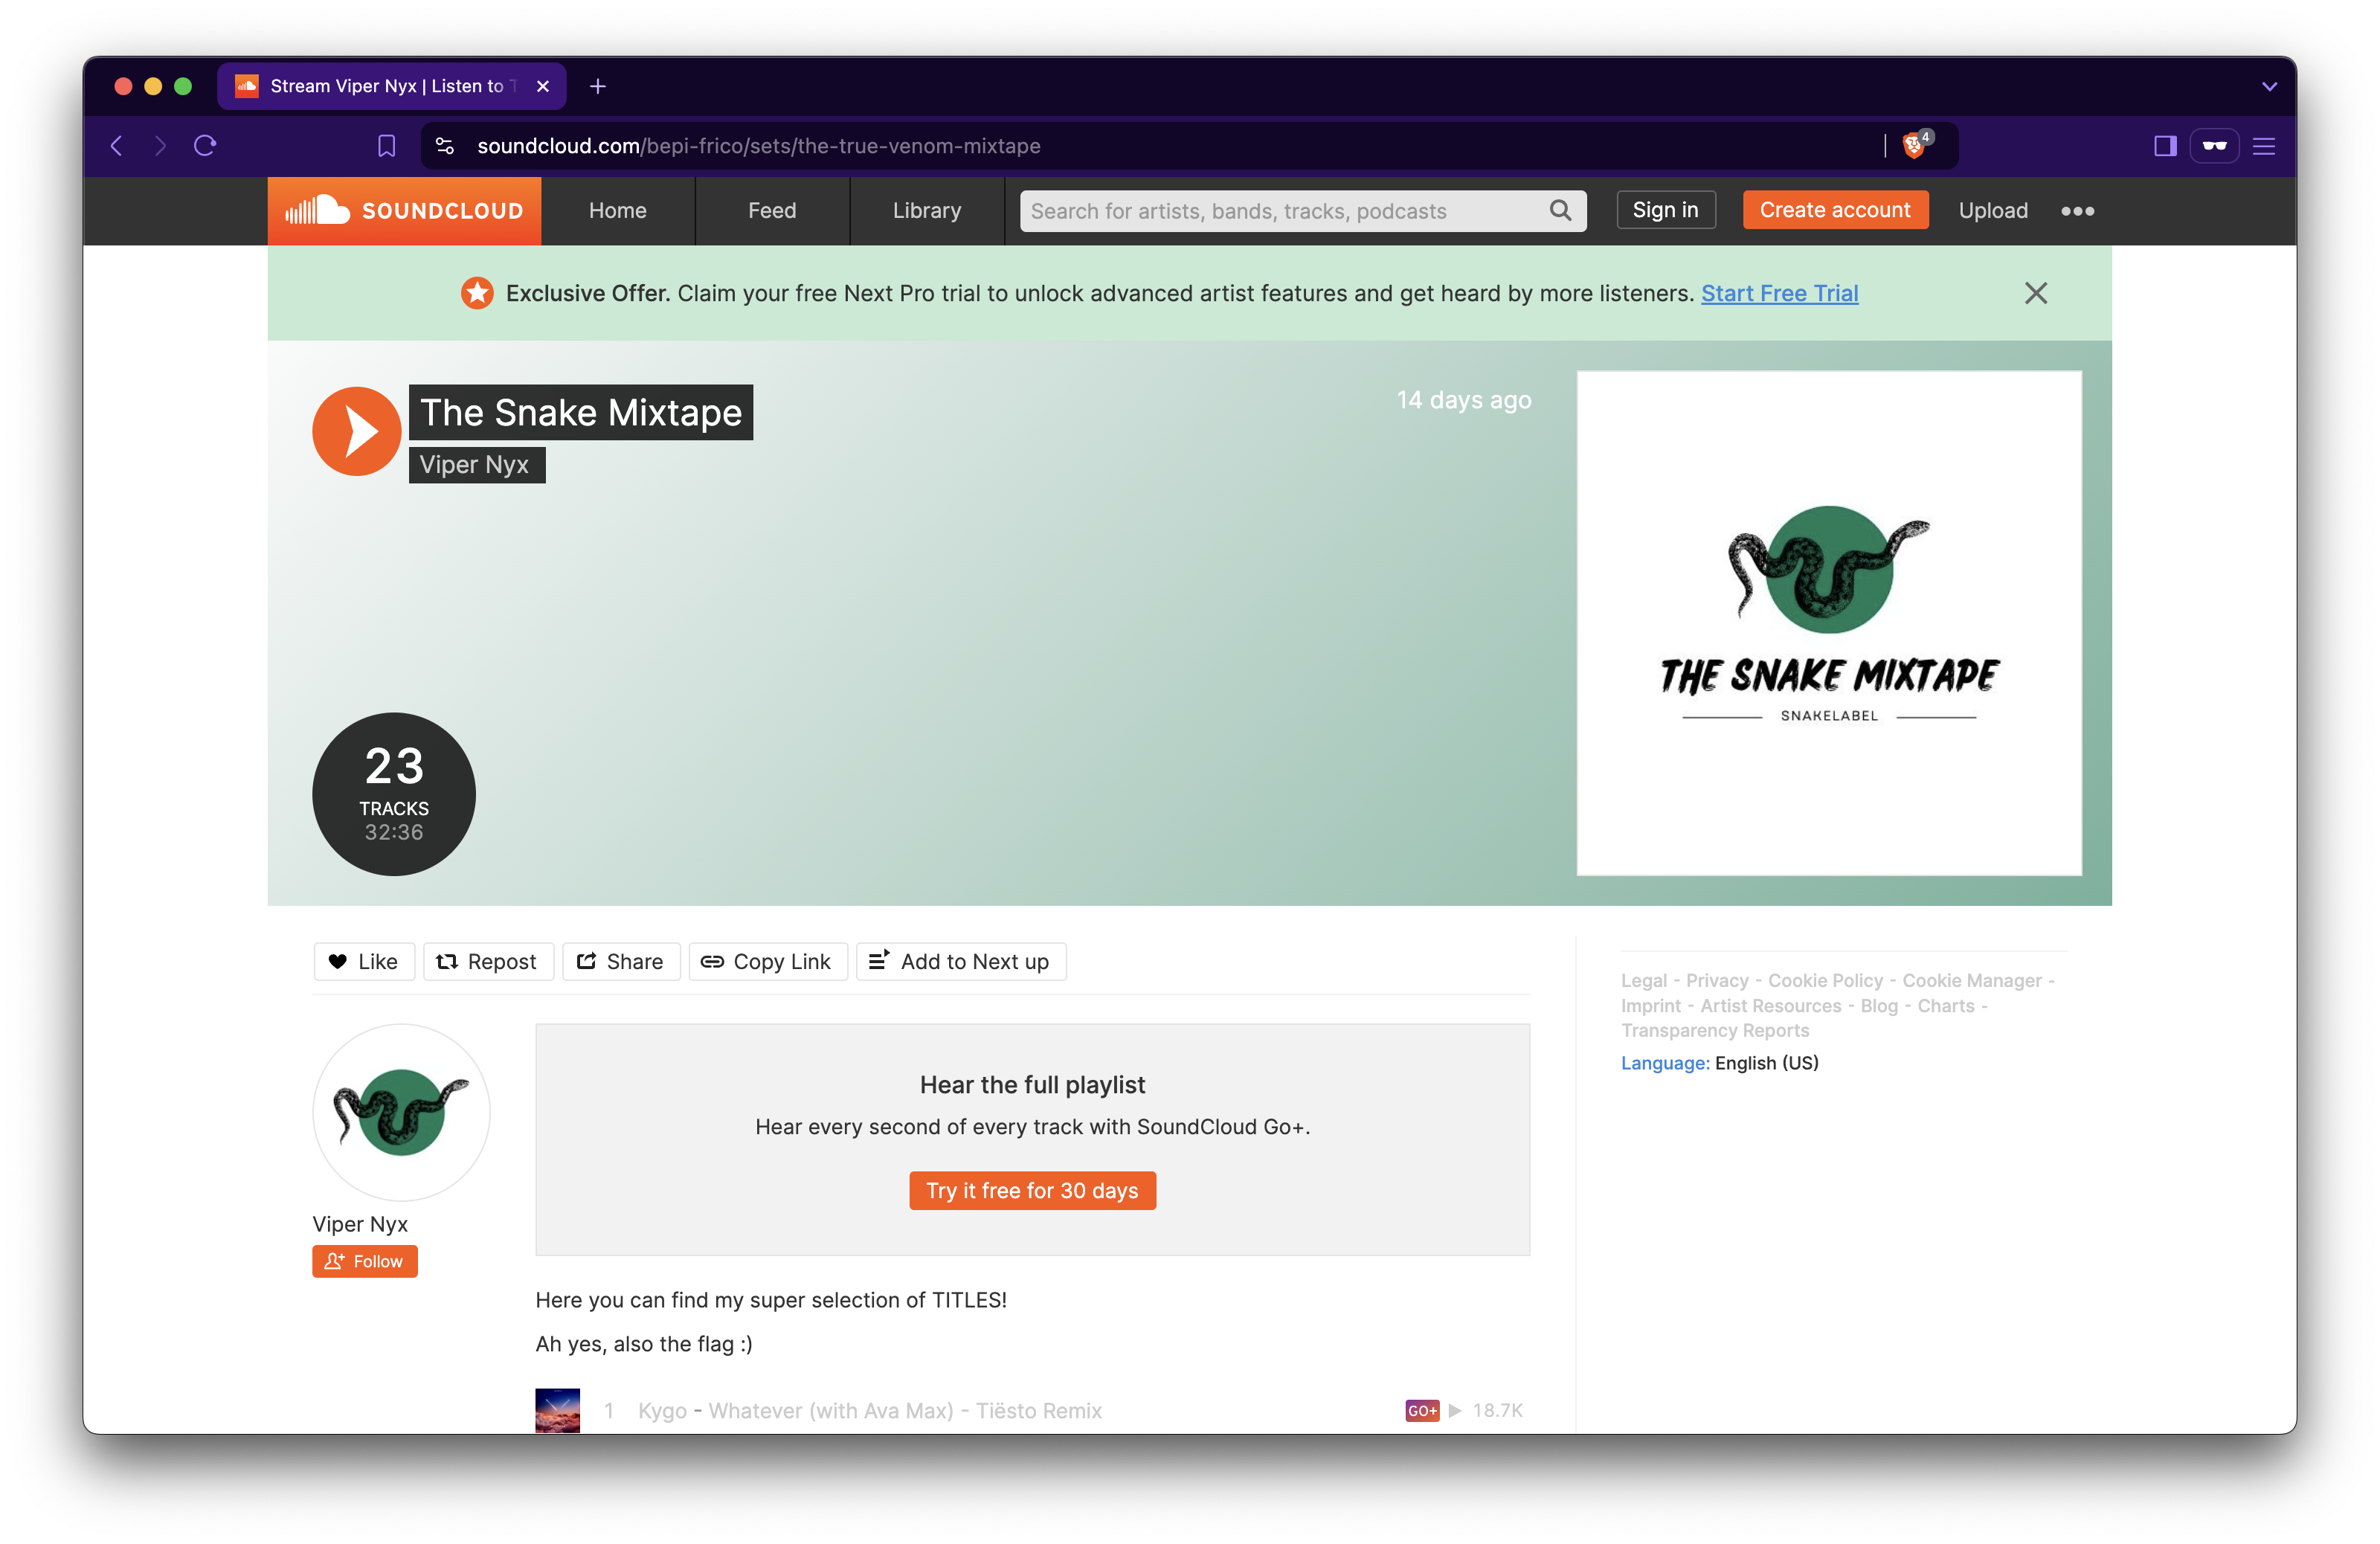 Stream Viper Nyx | Listen to T
soundcloud.com/bepi-frico/sets/the-true-venom-mixtape
4
SOUNDCLOUD
Home
Feed
Library
Search for artists, bands, tracks, podcasts
Sign in
Create account
Upload
Exclusive Offer. Claim your free Next Pro trial to unlock advanced artist features and get heard by more listeners. Start Free Trial
The Snake Mixtape
Viper Nyx
14 days ago
THE SNAKE MIXTAPE
SNAKELABEL
23
TRACKS
32:36
Like
Repost
Share
Copy Link
Add to Next up
Legal - Privacy - Cookie Policy - Cookie Manager -
Imprint - Artist Resources - Blog - Charts -
Transparency Reports
Language: English (US)
Hear the full playlist
Hear every second of every track with SoundCloud Go+.
Try it free for 30 days
Viper Nyx
Follow
Here you can find my super selection of TITLES!
Ah yes, also the flag :)
1 Kygo - Whatever (with Ava Max) - Tiësto Remix
GO+ 18.7K